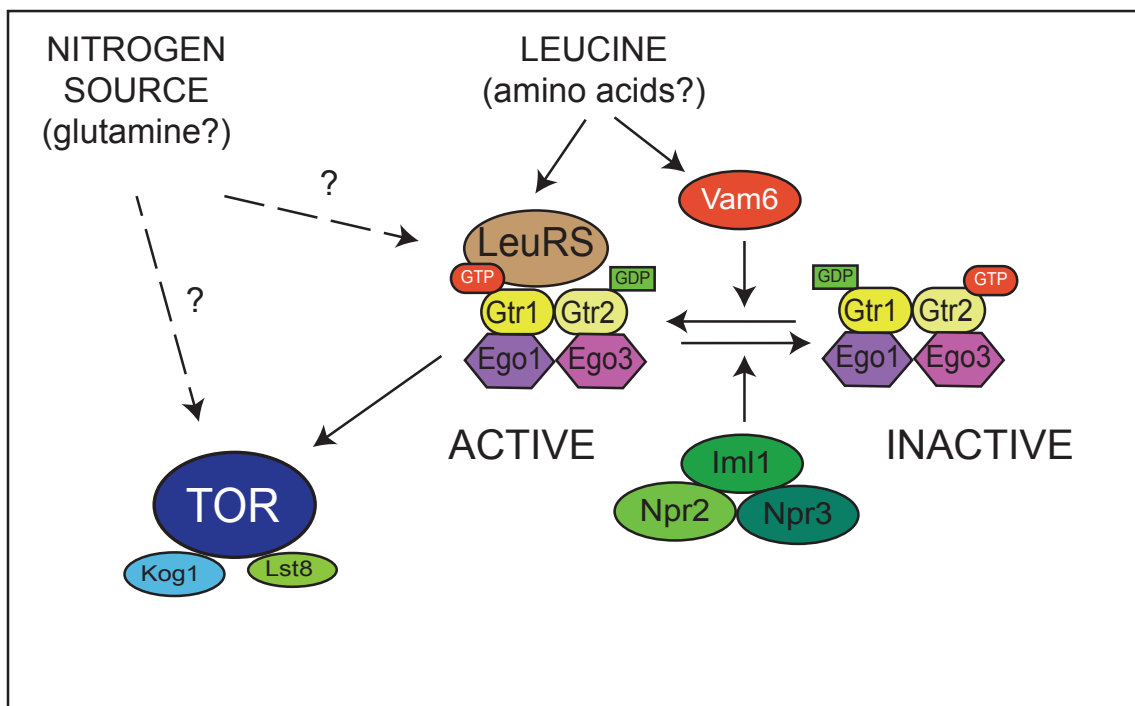 NITROGEN
SOURCE
(glutamine?)
LEUCINE
(amino acids?)
?
?
Vam6
LeuRS
GTP
GDP
Gtr1
Gtr2
Ego1
Ego3
GDP
GTP
Gtr1
Gtr2
Ego1
Ego3
ACTIVE
INACTIVE
Iml1
Npr2
Npr3
TOR
Kog1
Lst8